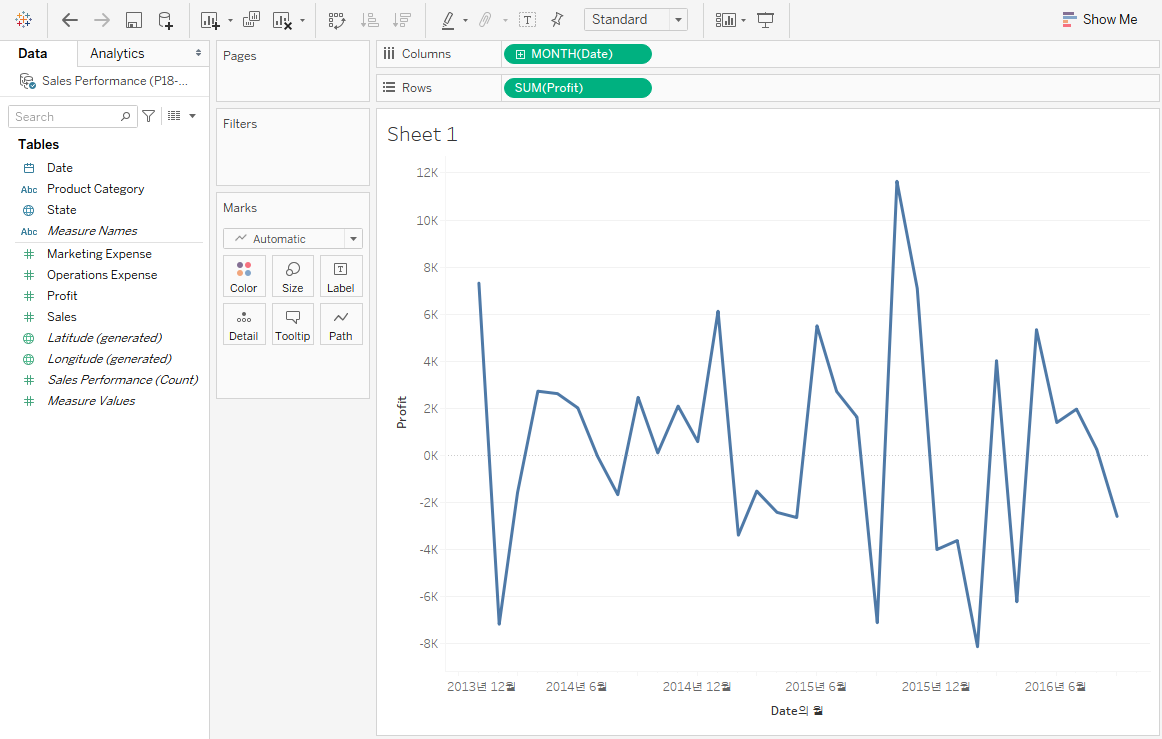 Standard
Show Me
Data
Analytics
Sales Performance (P18-...
Search
Tables
Date
Abc Product Category
State
Abc Measure Names
Marketing Expense
Operations Expense
Profit
Sales
Latitude (generated)
Longitude (generated)
Sales Performance (Count)
Measure Values
Pages
Filters
Marks
Automatic
Color
Size
T
Label
Detail
Tooltip
Path
Columns
MONTH(Date)
Rows
SUM(Profit)
Sheet 1
12K
10K
8K
6K
4K
2K
0K
-2K
-4K
-6K
-8K
Profit
2013년 12월
2014년 6월
2014년 12월
2015년 6월
2015년 12월
2016년 6월
Date의 월